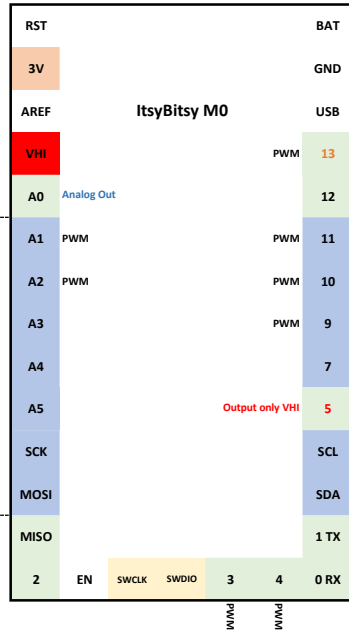 RST BAT
3V GND
AREF ItsyBitsy M0 USB
VHI PWM 13
A0 Analog Out 12
A1 PWM PWM 11
A2 PWM PWM 10
A3 PWM 9
A4 7
A5 Output only VHI 5
SCK SCL
MOSI SDA
MISO 1 TX
2 EN SWCLK SWDIO 3 4 0 RX
PWM PWM